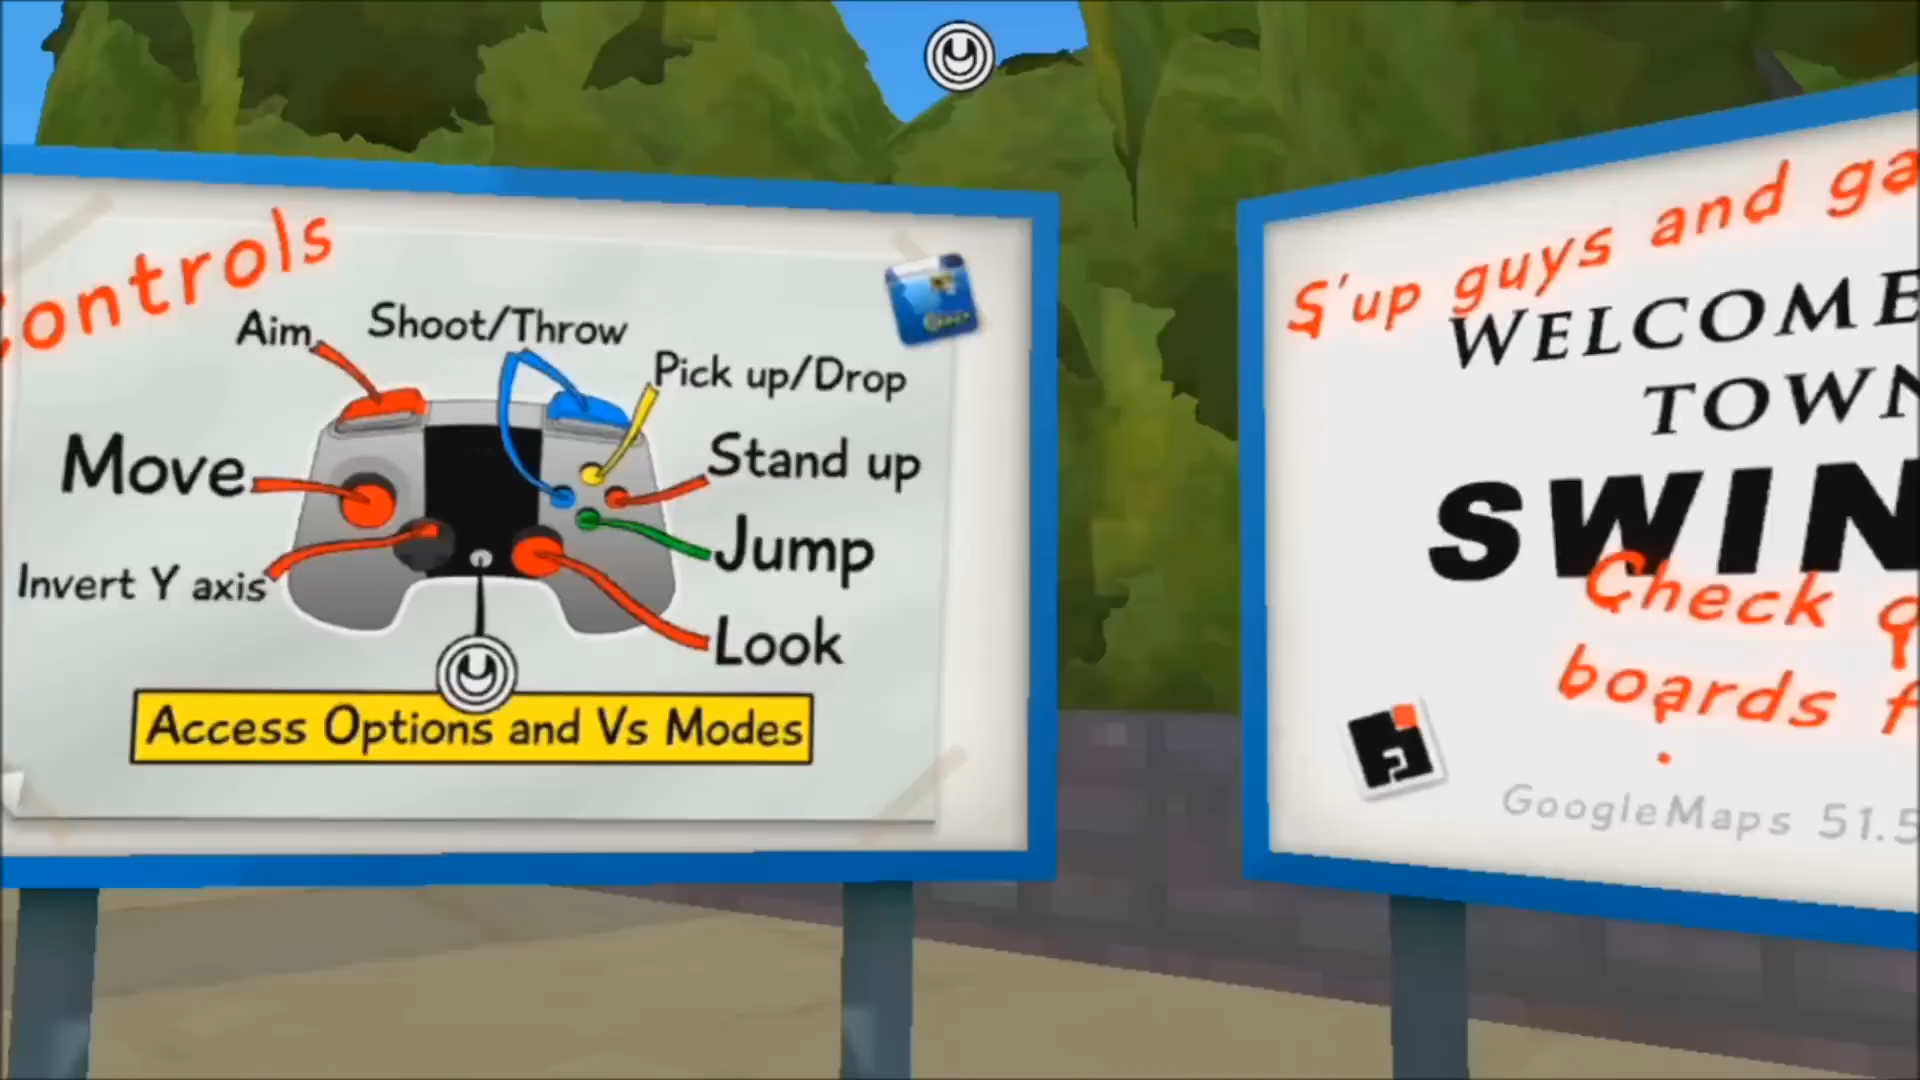 Controls
Aim
Shoot/Throw
Pick up/Drop
Move
Stand up
Jump
Invert Y axis
Look
Access Options and Vs Modes
S'up guys and ga
WELCOME
TOWN
SWIN
Check o
boards f
GoogleMaps 51.5